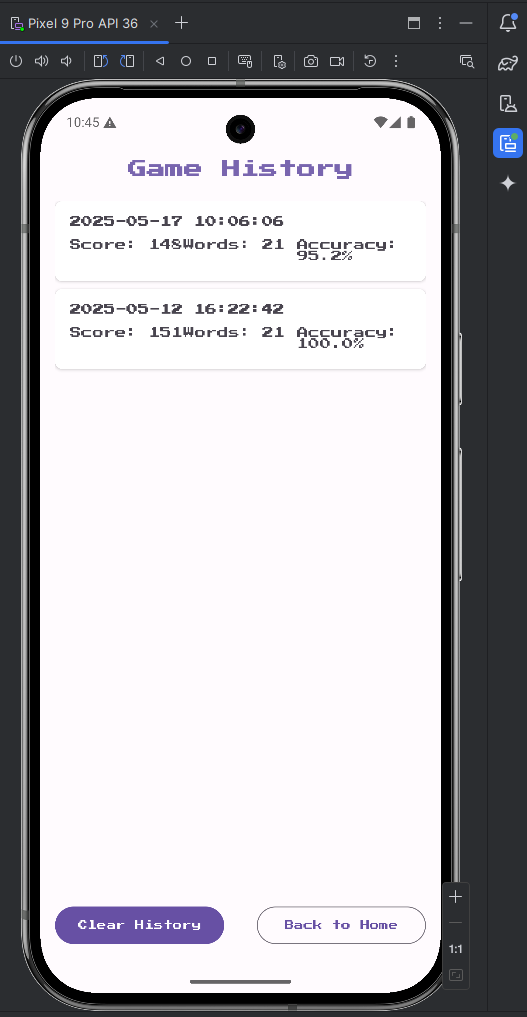 Pixel 9 Pro API 36
10:45
Game History
2025-05-17 10:06:06
Score: 148Words: 21 Accuracy:
95.2%
2025-05-12 16:22:42
Score: 151Words: 21 Accuracy:
100.0%
Clear History
Back to Home
1:1